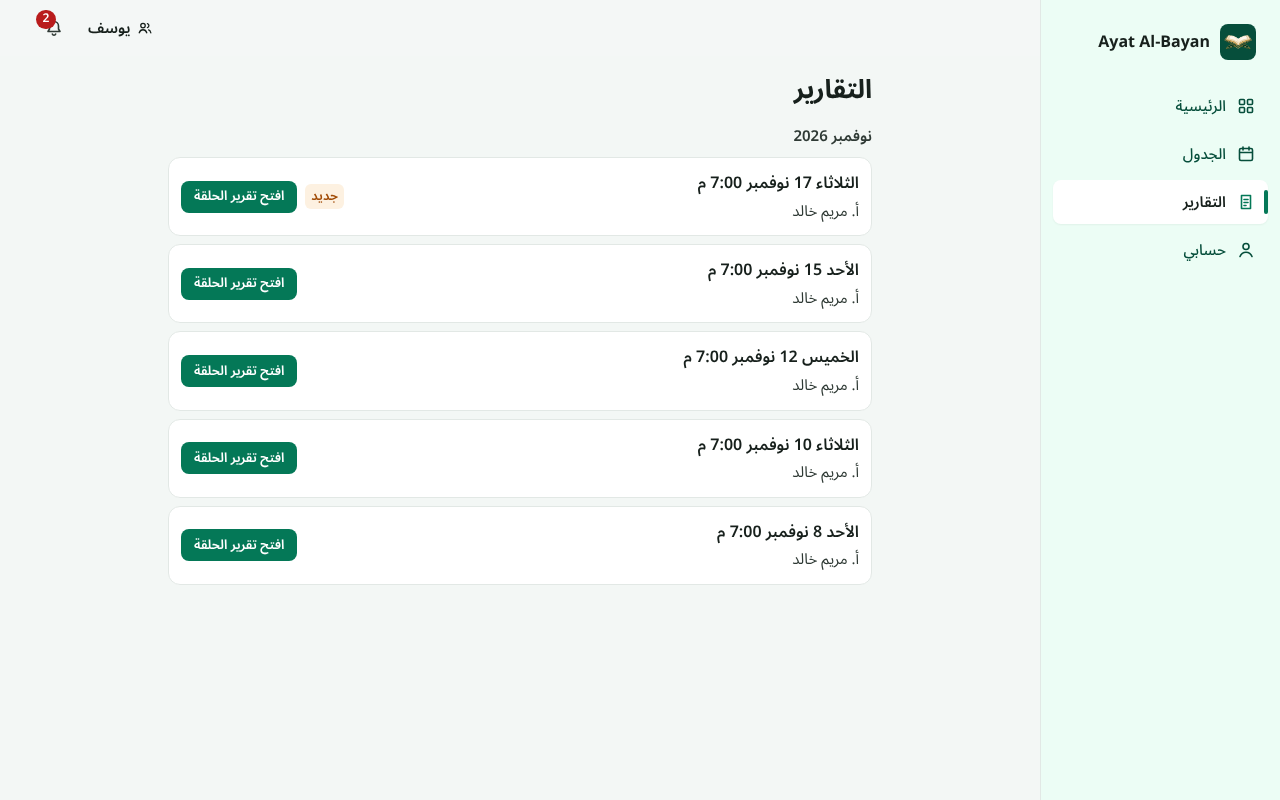 Ayat Al-Bayan
الرئيسية
الجدول
التقارير
حسابي
يوسف
2
التقارير
نوفمبر 2026
الثلاثاء 17 نوفمبر 7:00 م
أ. مريم خالد
جديد
افتح تقرير الحلقة
الأحد 15 نوفمبر 7:00 م
أ. مريم خالد
افتح تقرير الحلقة
الخميس 12 نوفمبر 7:00 م
أ. مريم خالد
افتح تقرير الحلقة
الثلاثاء 10 نوفمبر 7:00 م
أ. مريم خالد
افتح تقرير الحلقة
الأحد 8 نوفمبر 7:00 م
أ. مريم خالد
افتح تقرير الحلقة